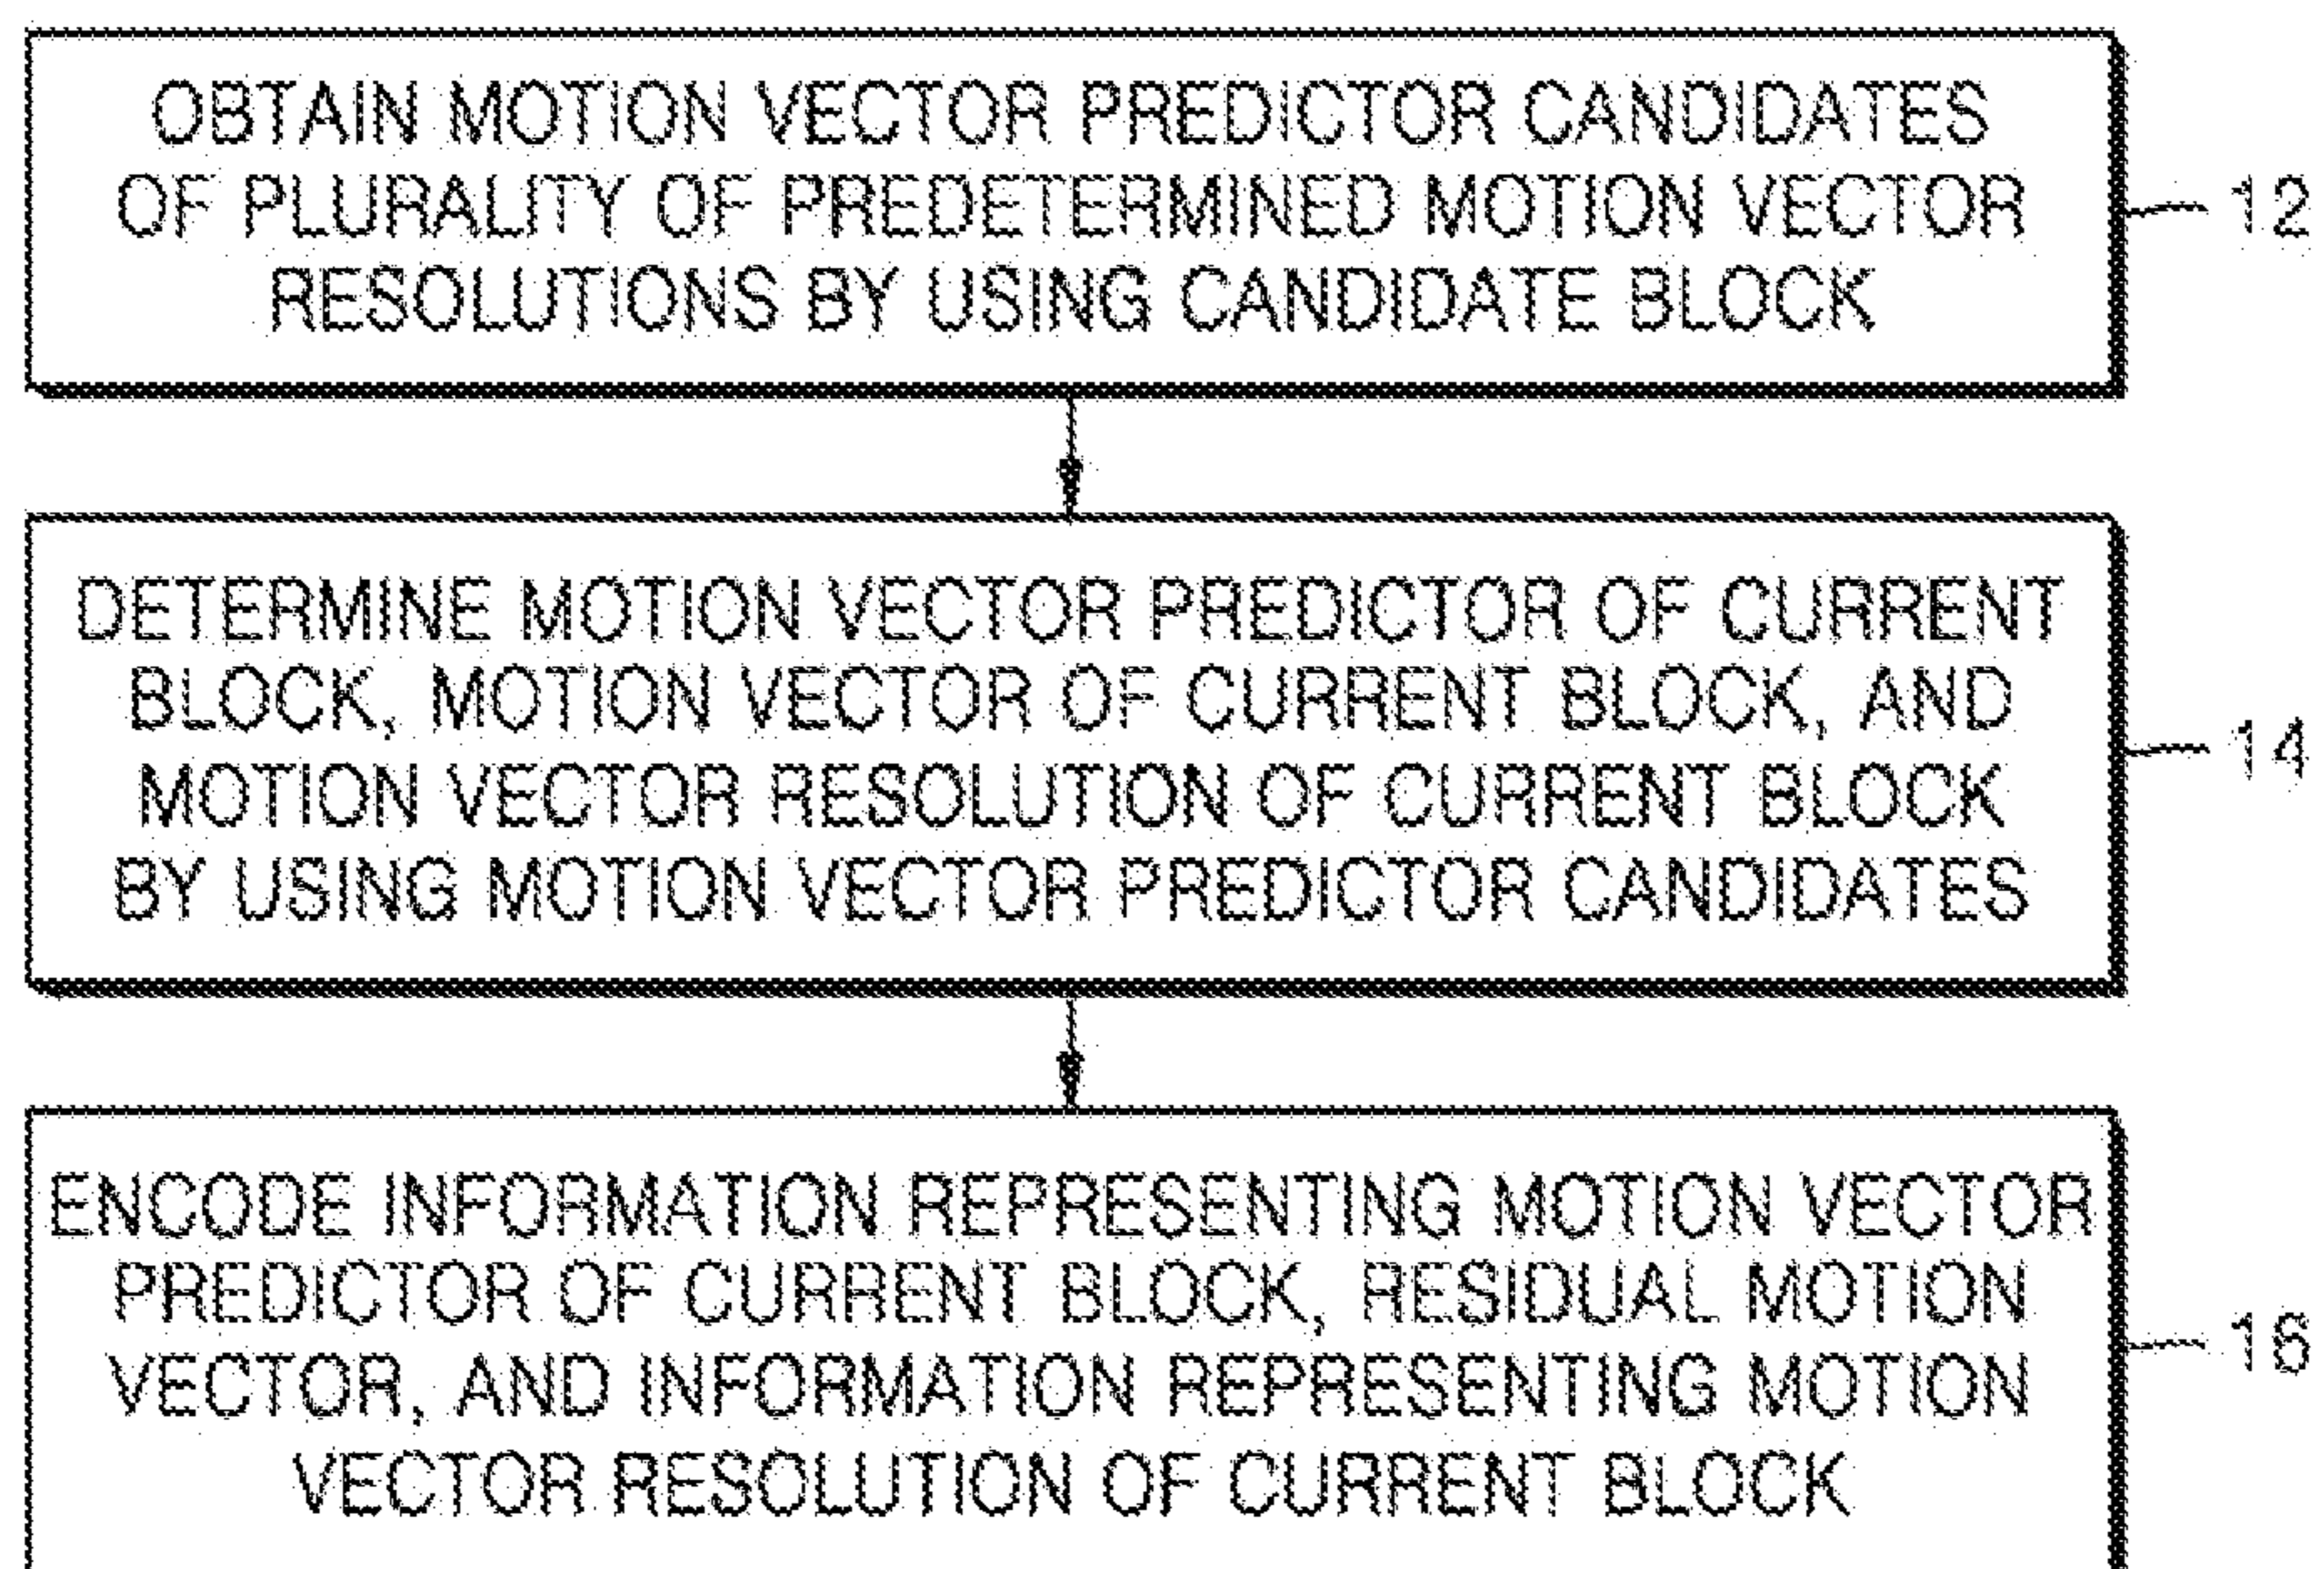 OBTAIN MOTION VECTOR PREDICTOR CANDIDATES
OF PLURALITY OF PREDETERMINED MOTION VECTOR
RESOLUTIONS BY USING CANDIDATE BLOCK
12
DETERMINE MOTION VECTOR PREDICTOR OF CURRENT
BLOCK, MOTION VECTOR OF CURRENT BLOCK, AND
MOTION VECTOR RESOLUTION OF CURRENT BLOCK
BY USING MOTION VECTOR PREDICTOR CANDIDATES
14
ENCODE INFORMATION REPRESENTING MOTION VECTOR
PREDICTOR OF CURRENT BLOCK, RESIDUAL MOTION
VECTOR, AND INFORMATION REPRESENTING MOTION
VECTOR RESOLUTION OF CURRENT BLOCK
16